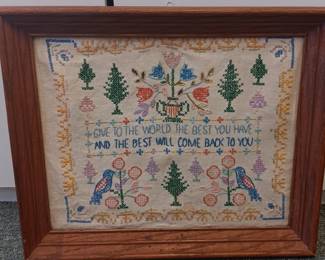 GIVE TO THE WORLD THE BEST YOU HAVE
AND THE BEST WILL COME BACK TO YOU